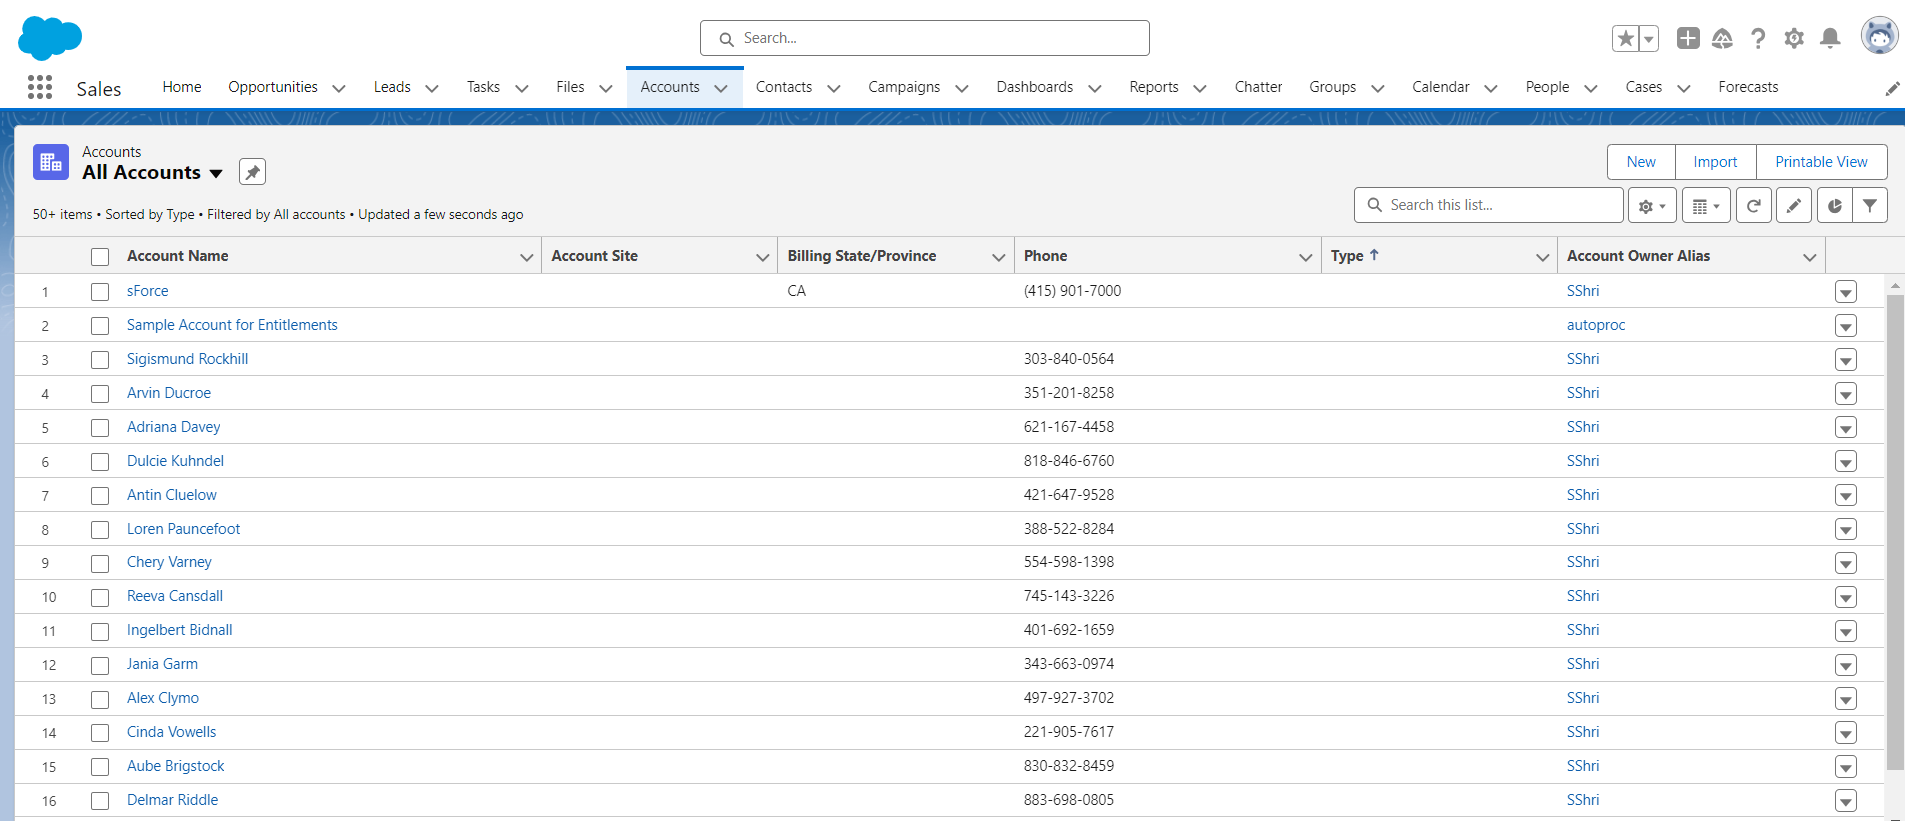 Search...
Sales Home Opportunities Leads Tasks Files Accounts Contacts Campaigns Dashboards Reports Chatter Groups Calendar People Cases Forecasts
Accounts
All Accounts
New Import Printable View
50+ items • Sorted by Type • Filtered by All accounts • Updated a few seconds ago
Search this list...
Account Name Account Site Billing State/Province Phone Type ↑ Account Owner Alias
1 sForce CA (415) 901-7000 SShri
2 Sample Account for Entitlements autoproc
3 Sigismund Rockhill 303-840-0564 SShri
4 Arvin Ducroe 351-201-8258 SShri
5 Adriana Davey 621-167-4458 SShri
6 Dulcie Kuhndel 818-846-6760 SShri
7 Antin Cluelow 421-647-9528 SShri
8 Loren Pauncefoot 388-522-8284 SShri
9 Chery Varney 554-598-1398 SShri
10 Reeva Cansdall 745-143-3226 SShri
11 Ingelbert Bidnall 401-692-1659 SShri
12 Jania Garm 343-663-0974 SShri
13 Alex Clymo 497-927-3702 SShri
14 Cinda Vowells 221-905-7617 SShri
15 Aube Brigstock 830-832-8459 SShri
16 Delmar Riddle 883-698-0805 SShri